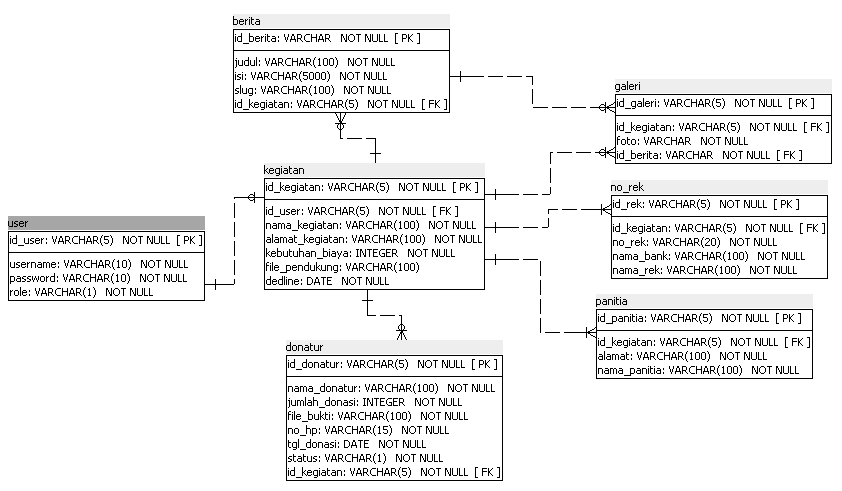 berita
id_berita: VARCHAR NOT NULL [ PK ]
judul: VARCHAR(100) NOT NULL
isi: VARCHAR(5000) NOT NULL
slug: VARCHAR(100) NOT NULL
id_kegiatan: VARCHAR(5) NOT NULL [ FK ]
galeri
id_galeri: VARCHAR(5) NOT NULL [ PK ]
id_kegiatan: VARCHAR(5) NOT NULL [ FK ]
foto: VARCHAR NOT NULL
id_berita: VARCHAR NOT NULL [ FK ]
kegiatan
id_kegiatan: VARCHAR(5) NOT NULL [ PK ]
id_user: VARCHAR(5) NOT NULL [ FK ]
nama_kegiatan: VARCHAR(100) NOT NULL
alamat_kegiatan: VARCHAR(100) NOT NULL
kebutuhan_biaya: INTEGER NOT NULL
file_pendukung: VARCHAR(100)
dedline: DATE NOT NULL
no_rek
id_rek: VARCHAR(5) NOT NULL [ PK ]
id_kegiatan: VARCHAR(5) NOT NULL [ FK ]
no_rek: VARCHAR(20) NOT NULL
nama_bank: VARCHAR(100) NOT NULL
nama_rek: VARCHAR(100) NOT NULL
user
id_user: VARCHAR(5) NOT NULL [ PK ]
username: VARCHAR(10) NOT NULL
password: VARCHAR(10) NOT NULL
role: VARCHAR(1) NOT NULL
panitia
id_panitia: VARCHAR(5) NOT NULL [ PK ]
id_kegiatan: VARCHAR(5) NOT NULL [ FK ]
alamat: VARCHAR(100) NOT NULL
nama_panitia: VARCHAR(100) NOT NULL
donatur
id_donatur: VARCHAR(5) NOT NULL [ PK ]
nama_donatur: VARCHAR(100) NOT NULL
jumlah_donasi: INTEGER NOT NULL
file_bukti: VARCHAR(100) NOT NULL
no_hp: VARCHAR(15) NOT NULL
tgl_donasi: DATE NOT NULL
status: VARCHAR(1) NOT NULL
id_kegiatan: VARCHAR(5) NOT NULL [ FK ]